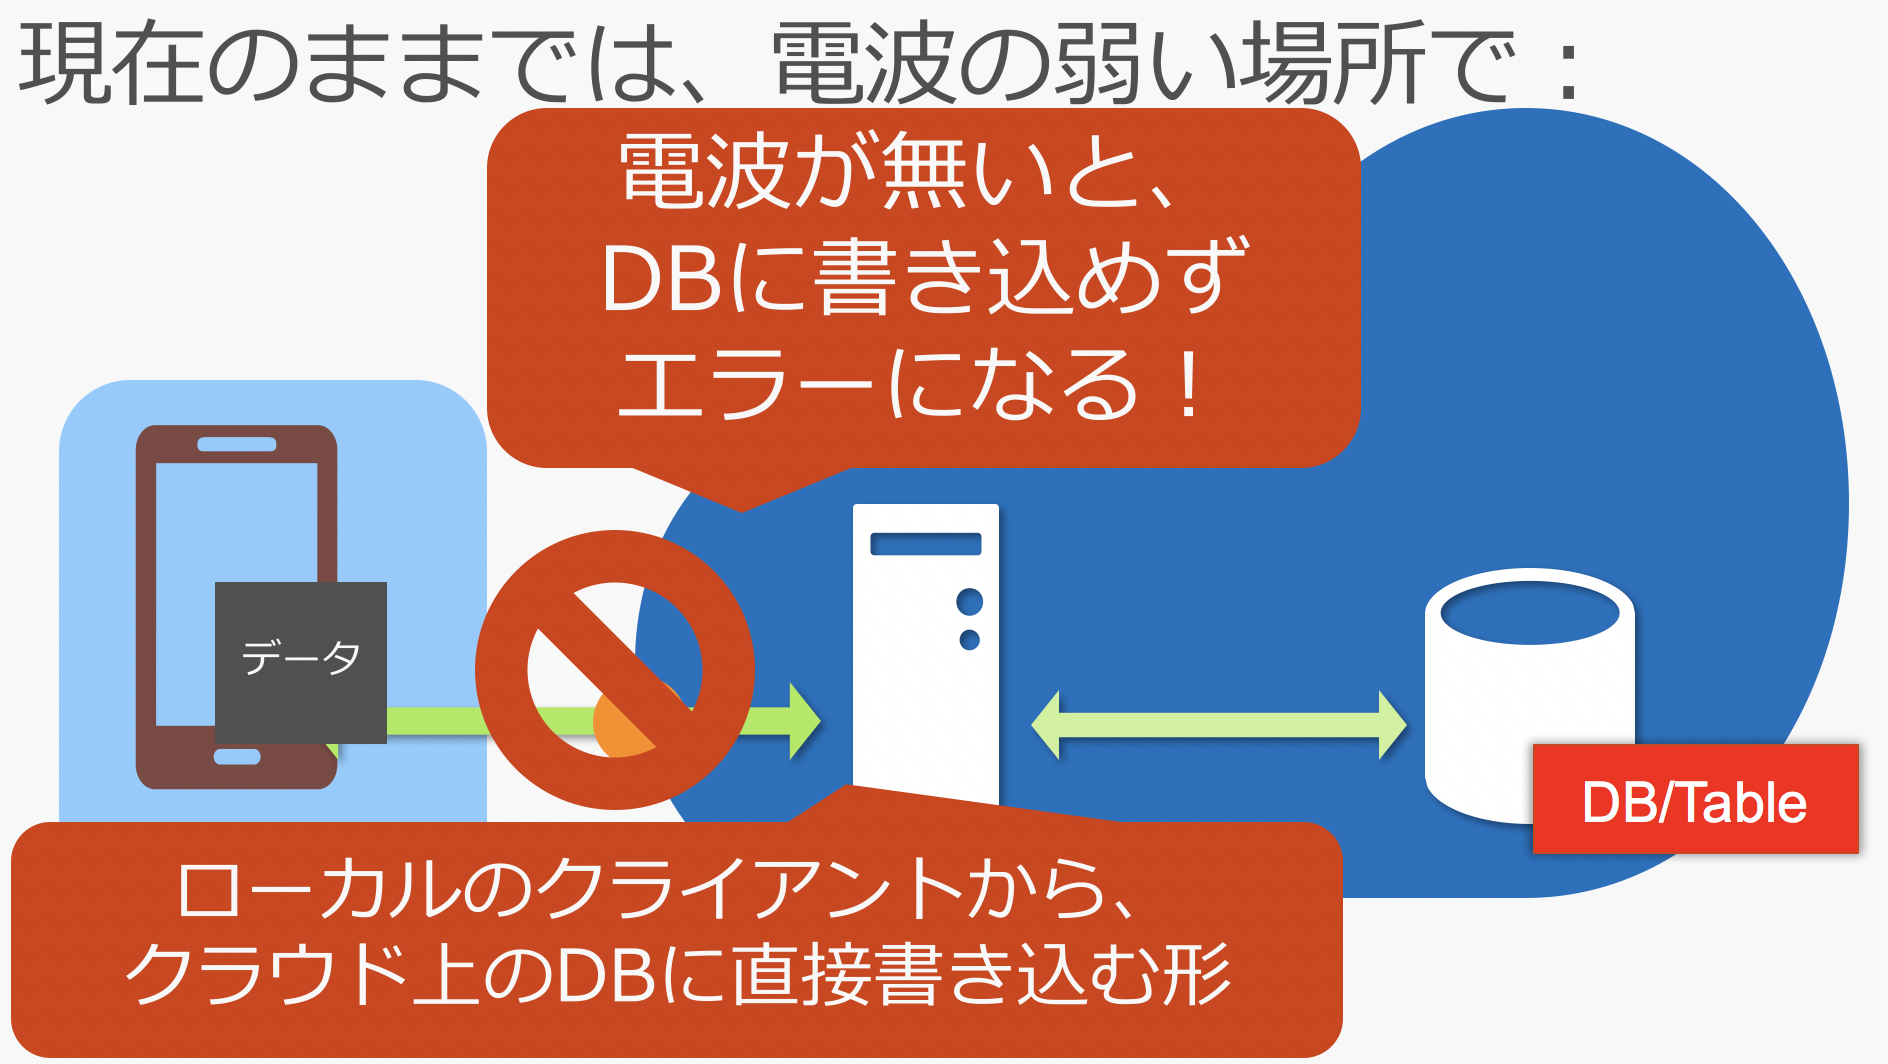 現在のままでは、電波の弱い場所で：
電波が無いと、
DBに書き込めず
エラーになる！
データ
DB/Table
ローカルのクライアントから、
クラウド上のDBに直接書き込む形